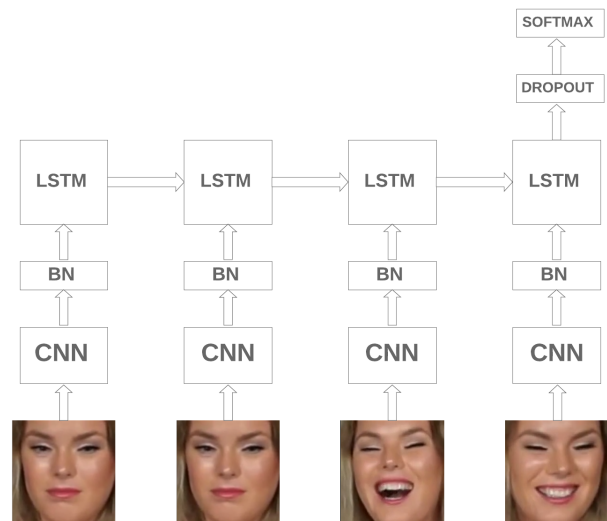 SOFTMAX
DROPOUT
LSTM LSTM LSTM LSTM
BN BN BN BN
CNN CNN CNN CNN